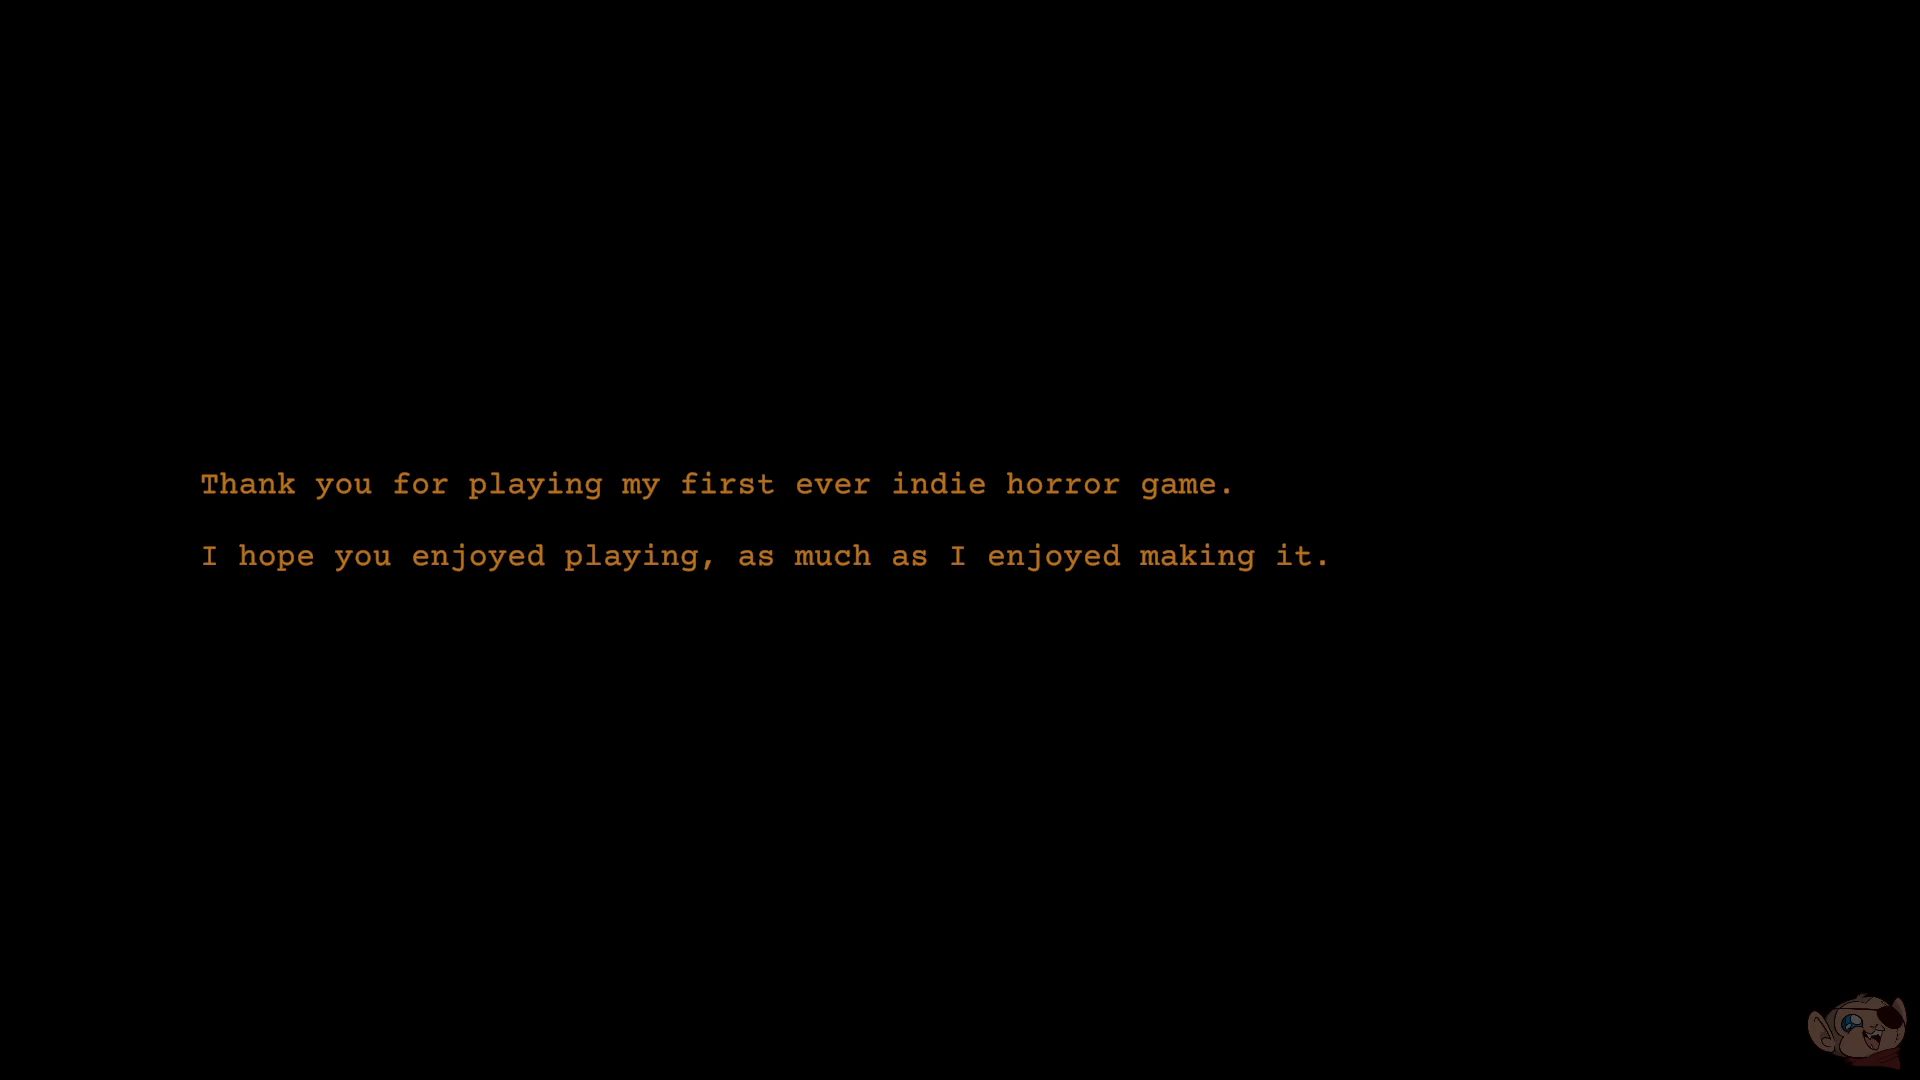 Thank you for playing my first ever indie horror game.
I hope you enjoyed playing, as much as I enjoyed making it.